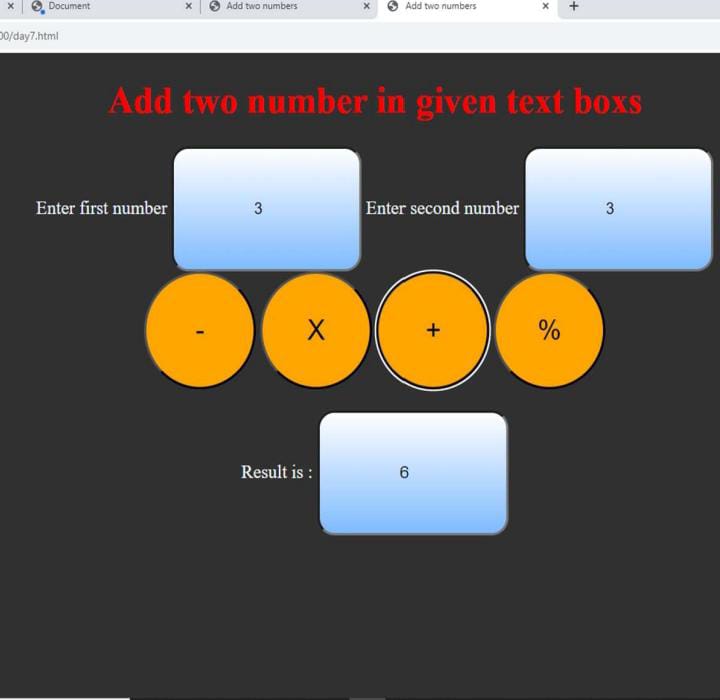 Document
Add two numbers
Add two numbers
00/day7.html
Add two number in given text boxs
Enter first number 3 Enter second number 3
- X + %
Result is : 6